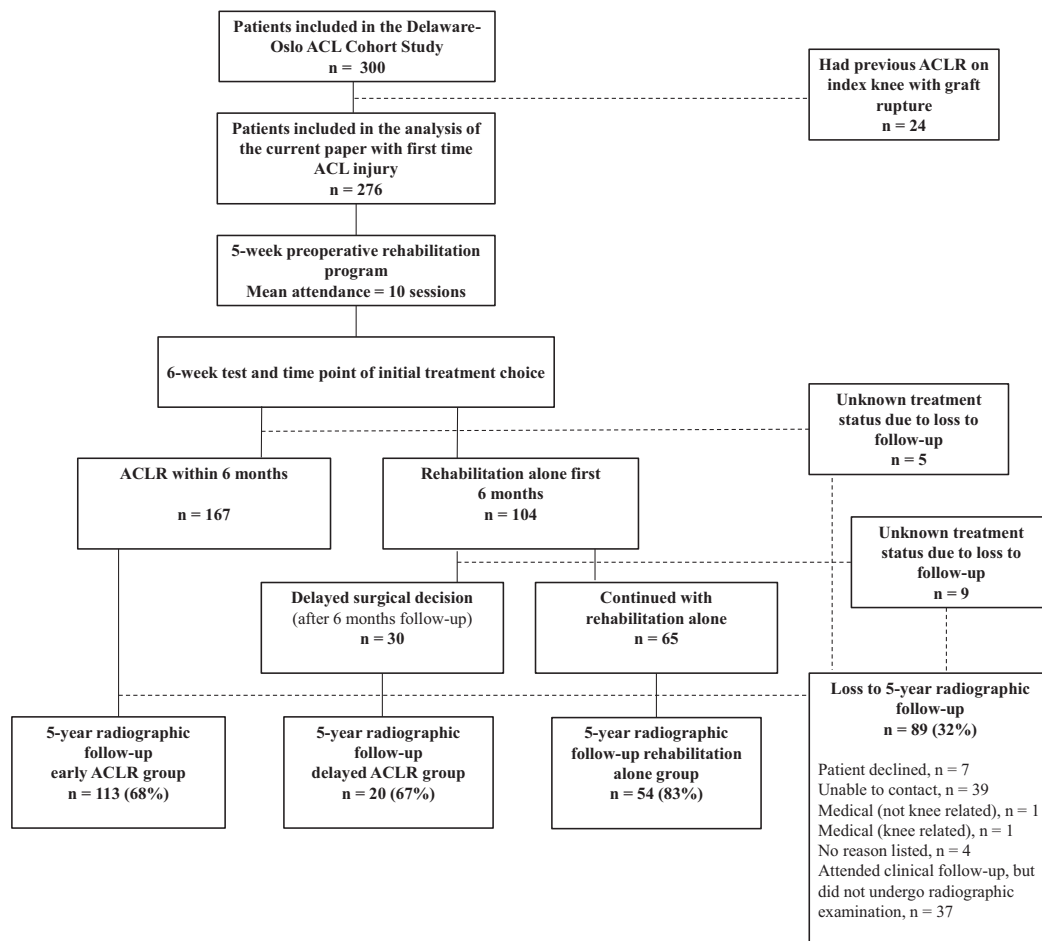 Patients included in the Delaware-
Oslo ACL Cohort Study
n = 300
Had previous ACLR on
index knee with graft
rupture
n = 24
Patients included in the analysis of
the current paper with first time
ACL injury
n = 276
5-week preoperative rehabilitation
program
Mean attendance = 10 sessions
6-week test and time point of initial treatment choice
Unknown treatment
status due to loss to
follow-up
n = 5
ACLR within 6 months
n = 167
Rehabilitation alone first
6 months
n = 104
Unknown treatment
status due to loss to
follow-up
n = 9
Delayed surgical decision
(after 6 months follow-up)
n = 30
Continued with
rehabilitation alone
n = 65
Loss to 5-year radiographic
follow-up
n = 89 (32%)
Patient declined, n = 7
Unable to contact, n = 39
Medical (not knee related), n = 1
Medical (knee related), n = 1
No reason listed, n = 4
Attended clinical follow-up, but
did not undergo radiographic
examination, n = 37
5-year radiographic
follow-up
early ACLR group
n = 113 (68%)
5-year radiographic
follow-up
delayed ACLR group
n = 20 (67%)
5-year radiographic
follow-up rehabilitation
alone group
n = 54 (83%)